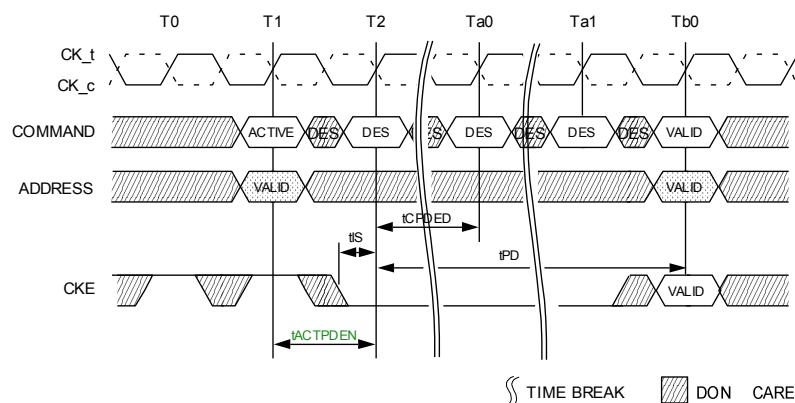 T0 T1 T2 Ta0 Ta1 Tb0
CK_t
CK_c
COMMAND ACTIVE DES DES DES DES DES DES DES VALID
ADDRESS VALID VALID
tCPDED
tIS
tPD
CKE VALID
tACTPDEN
TIME BREAK DON CARE